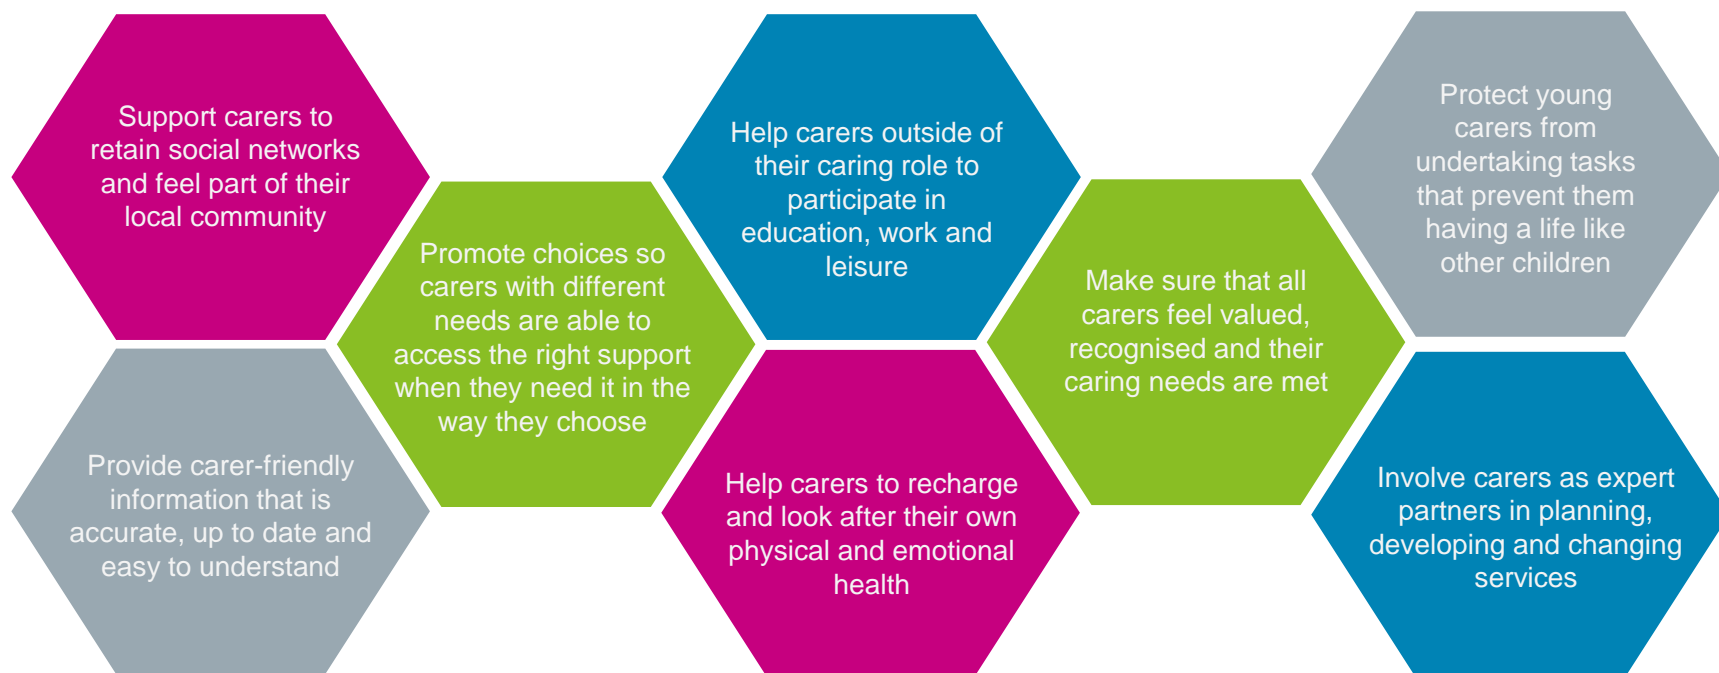 Support carers to
retain social networks
and feel part of their
local community
Provide carer-friendly
information that is
accurate, up to date and
easy to understand
Promote choices so
carers with different
needs are able to
access the right support
when they need it in the
way they choose
Help carers outside of
their caring role to
participate in
education, work and
leisure
Help carers to recharge
and look after their own
physical and emotional
health
Make sure that all
carers feel valued,
recognised and their
caring needs are met
Protect young
carers from
undertaking tasks
that prevent them
having a life like
other children
Involve carers as expert
partners in planning,
developing and changing
services